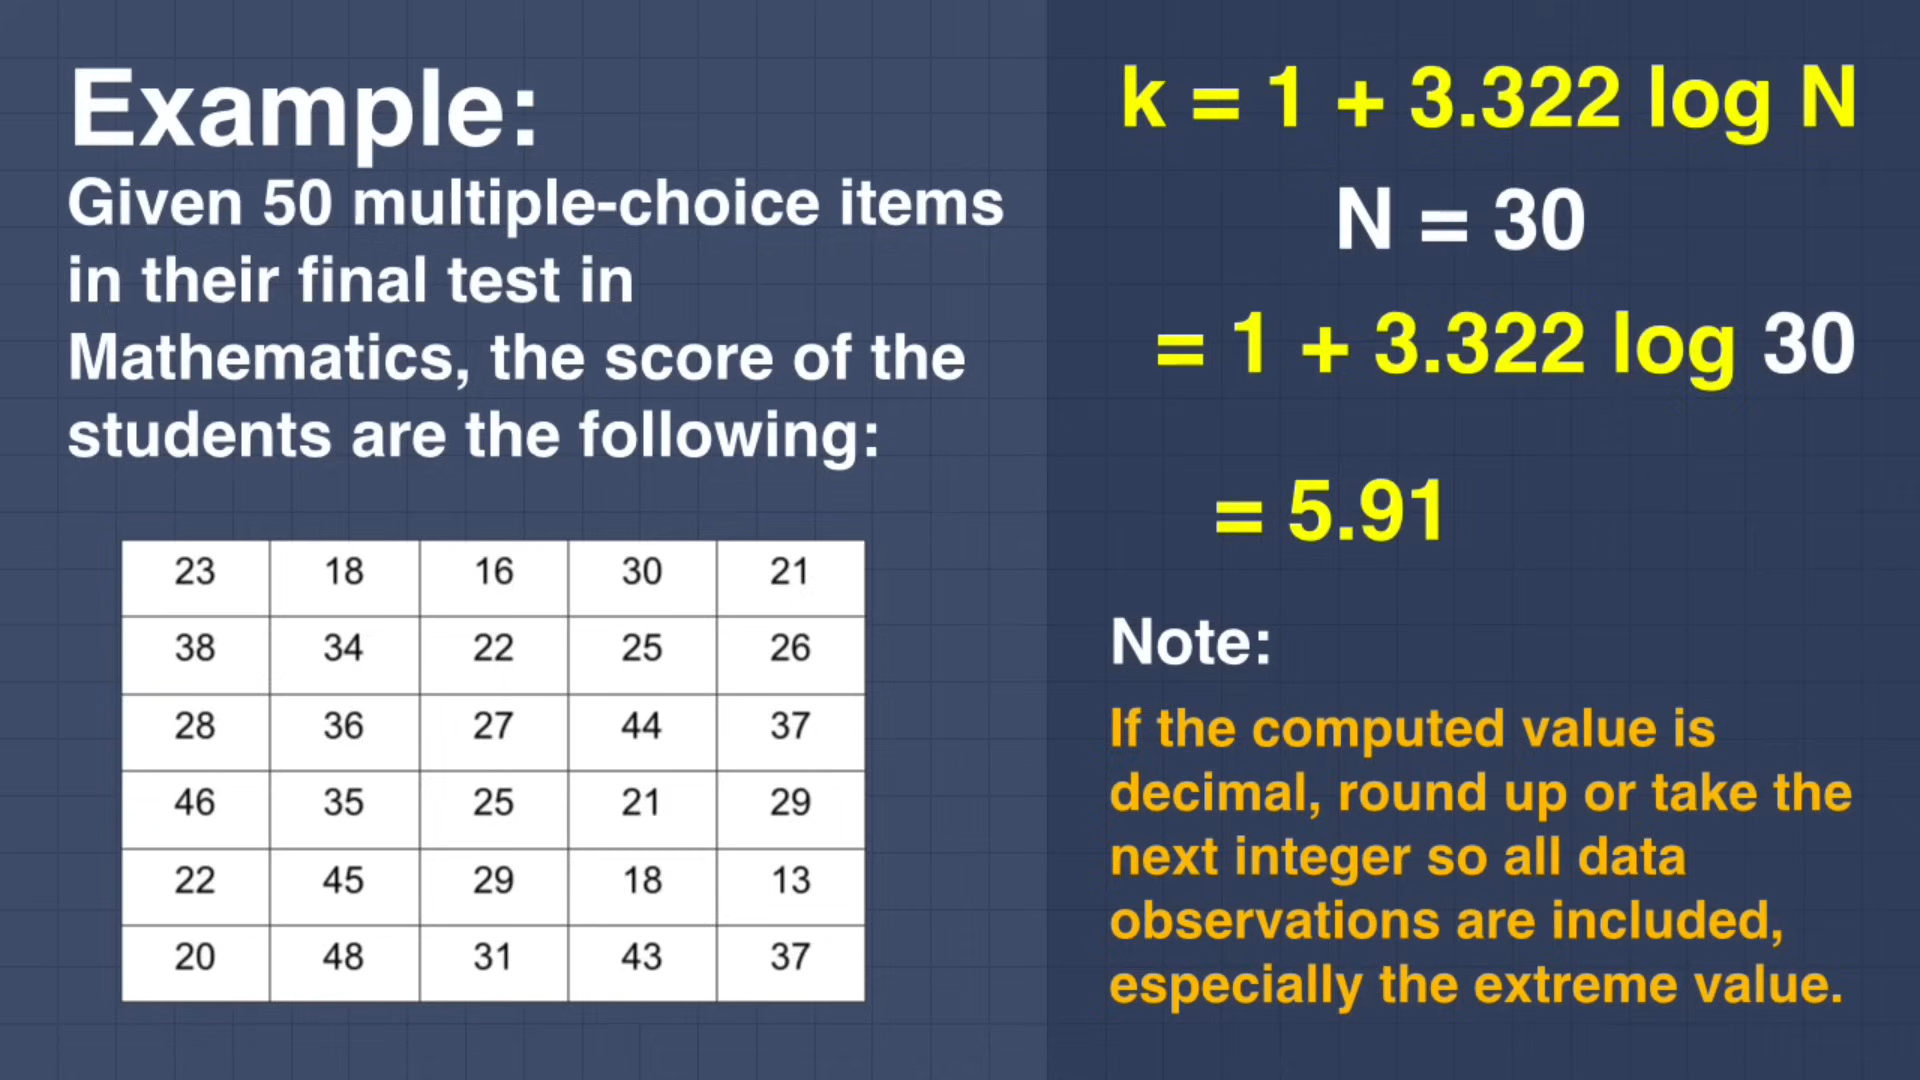 Example:
Given 50 multiple-choice items
in their final test in
Mathematics, the score of the
students are the following:
23 18 16 30 21
38 34 22 25 26
28 36 27 44 37
46 35 25 21 29
22 45 29 18 13
20 48 31 43 37
k = 1 + 3.322 log N
N = 30
= 1 + 3.322 log 30
= 5.91
Note:
If the computed value is
decimal, round up or take the
next integer so all data
observations are included,
especially the extreme value.